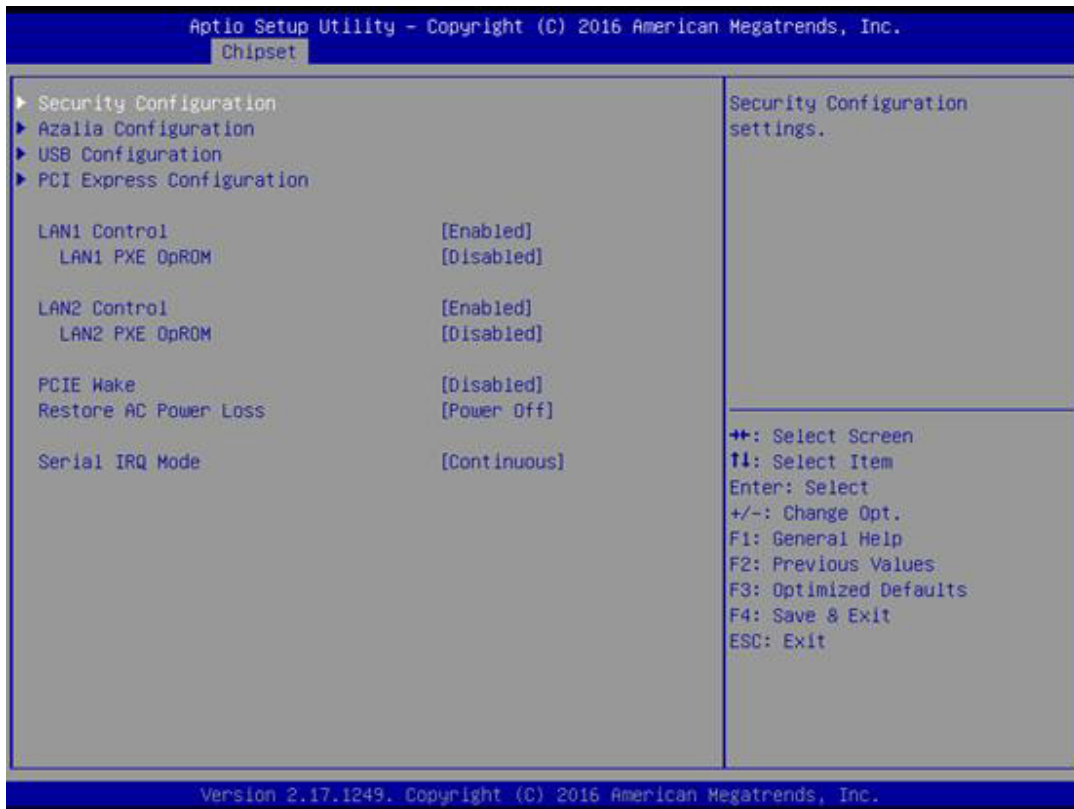 Aptio Setup Utility – Copyright (C) 2016 American Megatrends, Inc.
Chipset
Security Configuration
Azalia Configuration
USB Configuration
PCI Express Configuration
LAN1 Control [Enabled]
LAN1 PXE OpROM [Disabled]
LAN2 Control [Enabled]
LAN2 PXE OpROM [Disabled]
PCIE Wake [Disabled]
Restore AC Power Loss [Power Off]
Serial IRQ Mode [Continuous]
Security Configuration
settings.
→←: Select Screen
↑↓: Select Item
Enter: Select
+/-: Change Opt.
F1: General Help
F2: Previous Values
F3: Optimized Defaults
F4: Save & Exit
ESC: Exit
Version 2.17.1249. Copyright (C) 2016 American Megatrends, Inc.